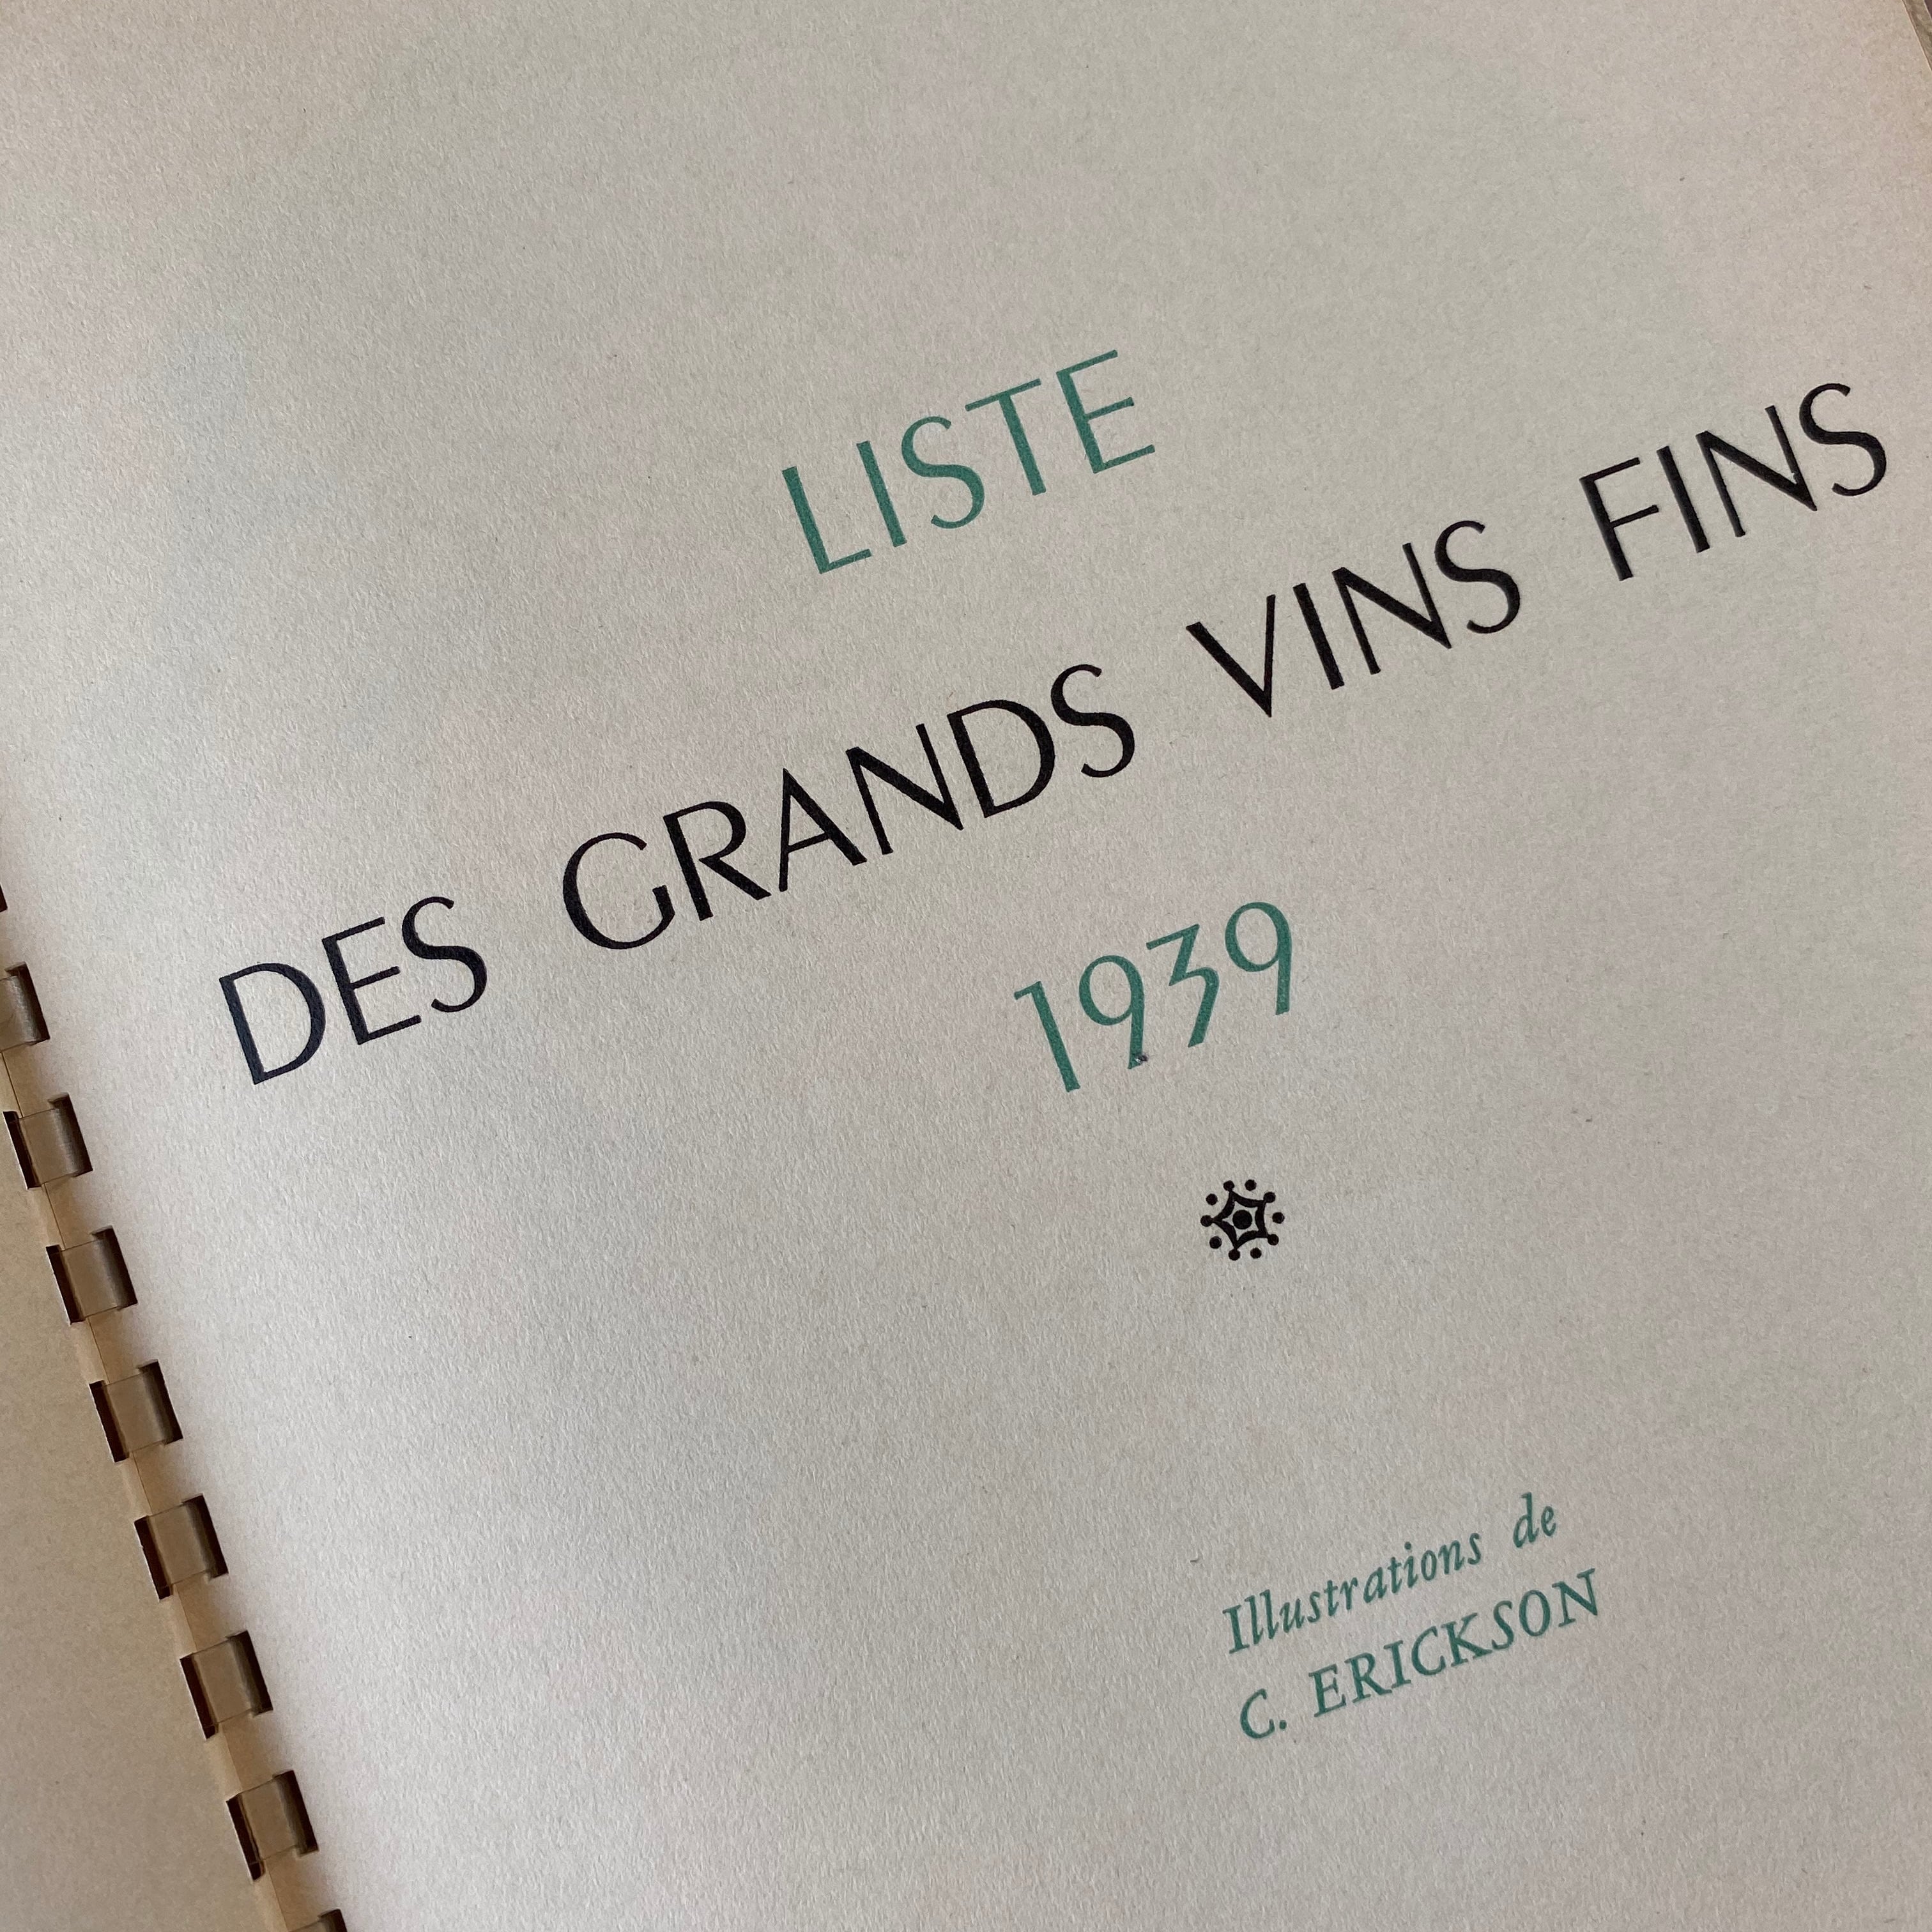 LISTE
DES GRANDS VINS FINS
1939
Illustrations de
C. ERICKSON